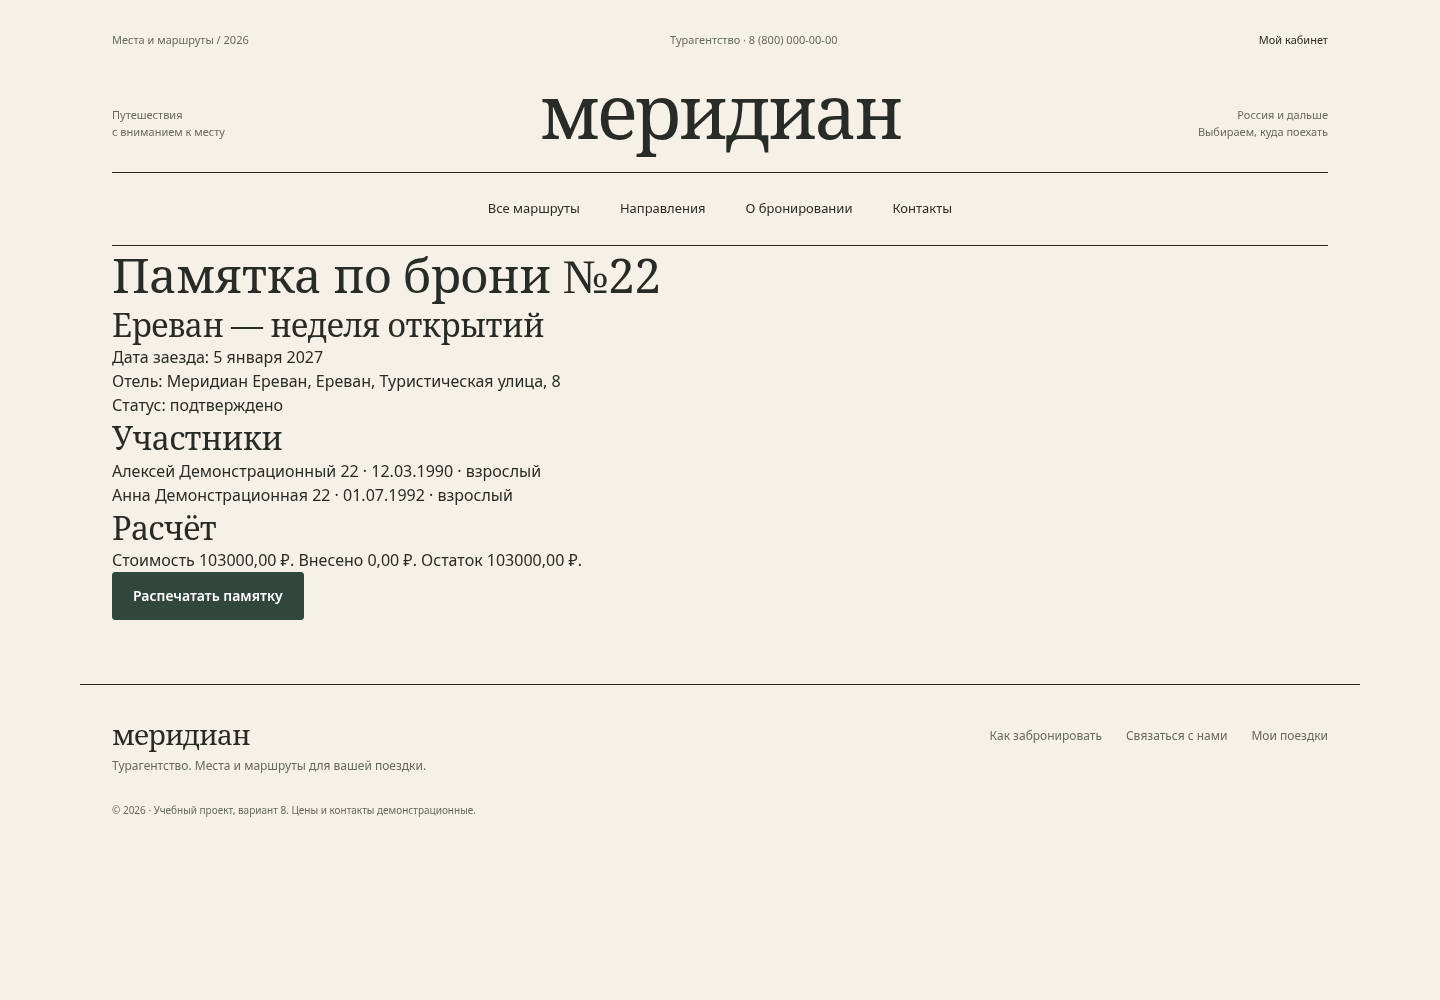 Места и маршруты / 2026
Турагентство · 8 (800) 000-00-00
Мой кабинет
Путешествия
с вниманием к месту
меридиан
Россия и дальше
Выбираем, куда поехать
Все маршруты
Направления
О бронировании
Контакты
Памятка по брони №22
Ереван — неделя открытий
Дата заезда: 5 января 2027
Отель: Меридиан Ереван, Ереван, Туристическая улица, 8
Статус: подтверждено
Участники
Алексей Демонстрационный 22 · 12.03.1990 · взрослый
Анна Демонстрационная 22 · 01.07.1992 · взрослый
Расчёт
Стоимость 103000,00 ₽. Внесено 0,00 ₽. Остаток 103000,00 ₽.
Распечатать памятку
меридиан
Турагентство. Места и маршруты для вашей поездки.
Как забронировать
Связаться с нами
Мои поездки
© 2026 · Учебный проект, вариант 8. Цены и контакты демонстрационные.